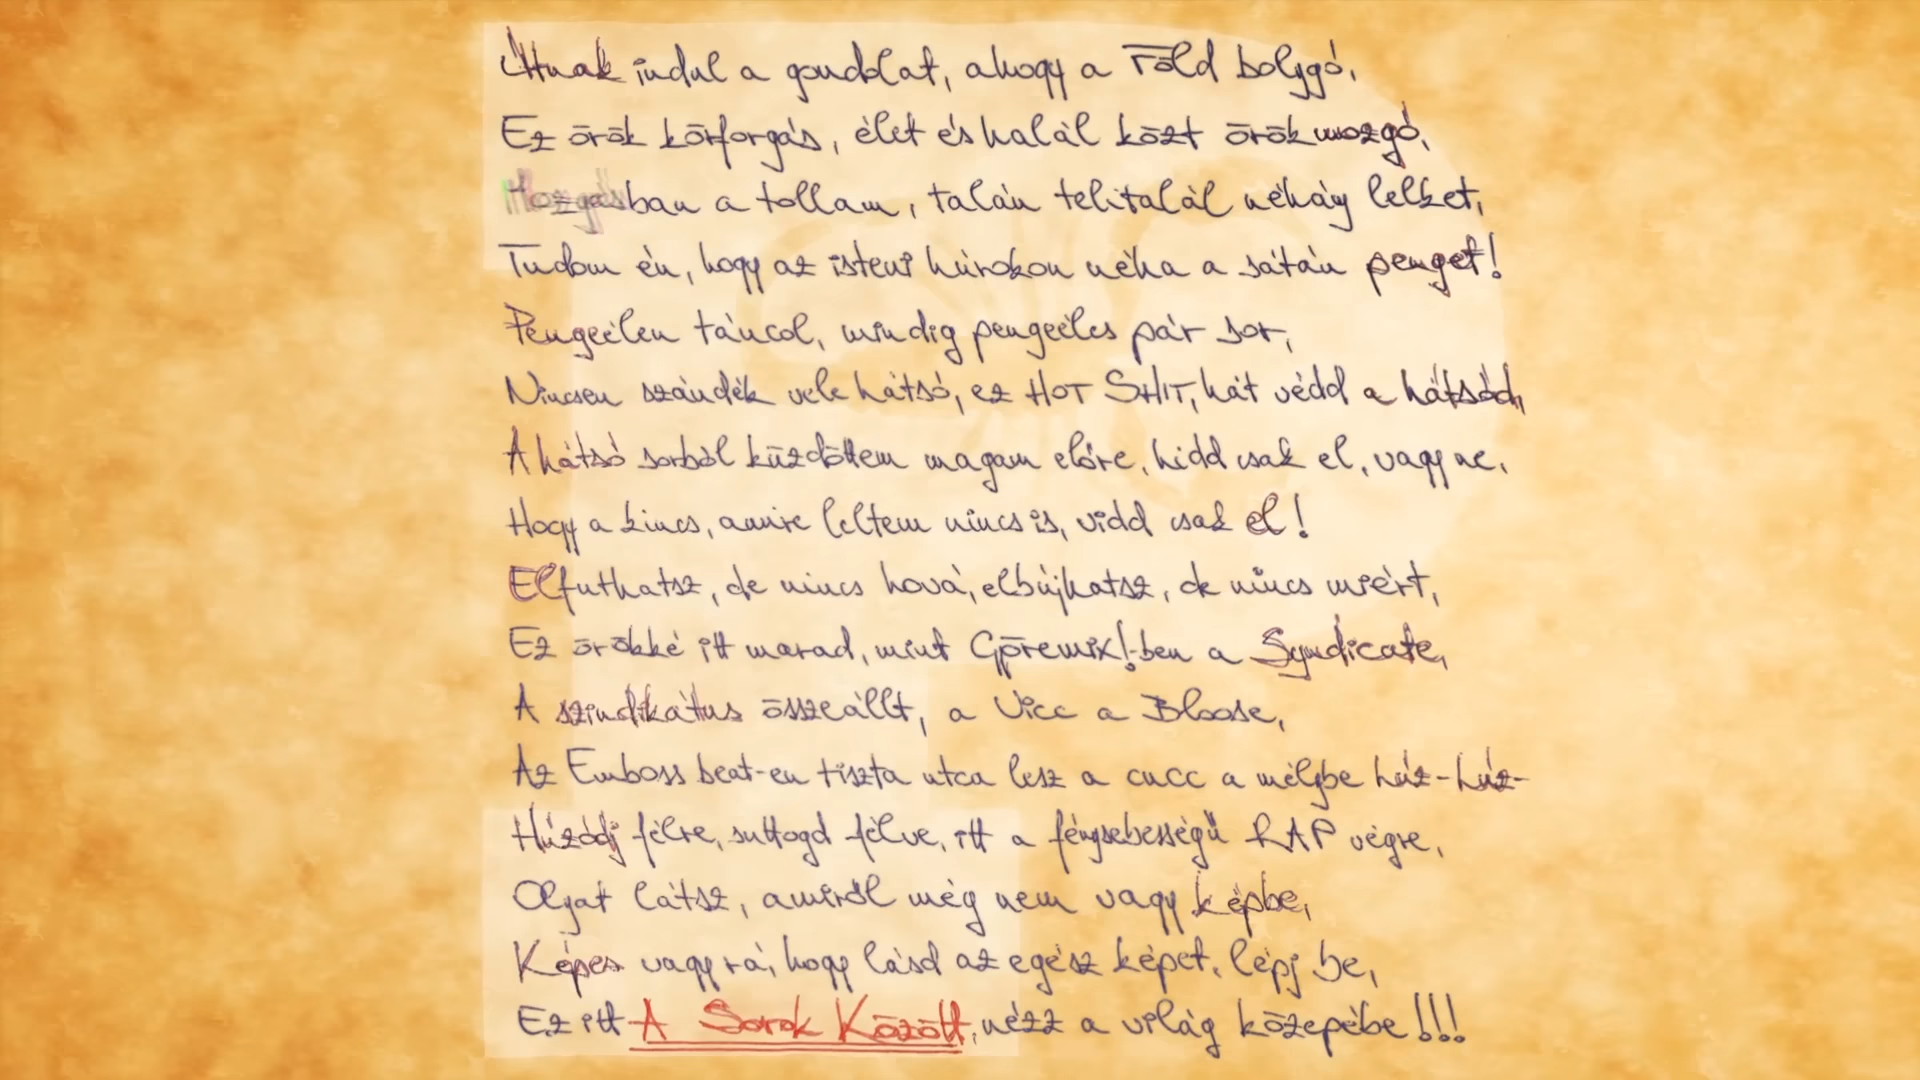 Útnak indul a gondolat, ahogy a Föld bolygó,
Ez örök körforgás, élet és halál közt örökmozgó,
Mozgásban a tollam, talán telitalál néhány lelket,
Tudom én, hogy az isteni húrokon néha a sátán penget!
Pengeélen táncol, mindig pengeéles pár sor,
Nincsen szándék vele hátsó, ez HOT SHIT, hát védd a hátsód,
A hátsó sorból küzdöttem magam előre, hidd csak el, vagy ne,
Hogy a kincs, amire leltem nincs is, vidd csak el!
Elfuthatsz, de nincs hová, elbújhatsz, de nincs miért,
Ez örökké itt marad, mint Gőremix!-ben a Syndicate,
A szindikátus összeállt, a Vicc a Bloose,
Az Emboss beat-en tiszta utca lesz a cucc a mélybe húz-húz-
Húzódj félre, suttogd félve, itt a fénysebességű RAP végre,
Olyat látsz, amiről még nem vagy képbe,
Képes vagy rá, hogy lásd az egész képet, lépj be,
Ez itt A Sorok Között, nézz a világ közepébe!!!